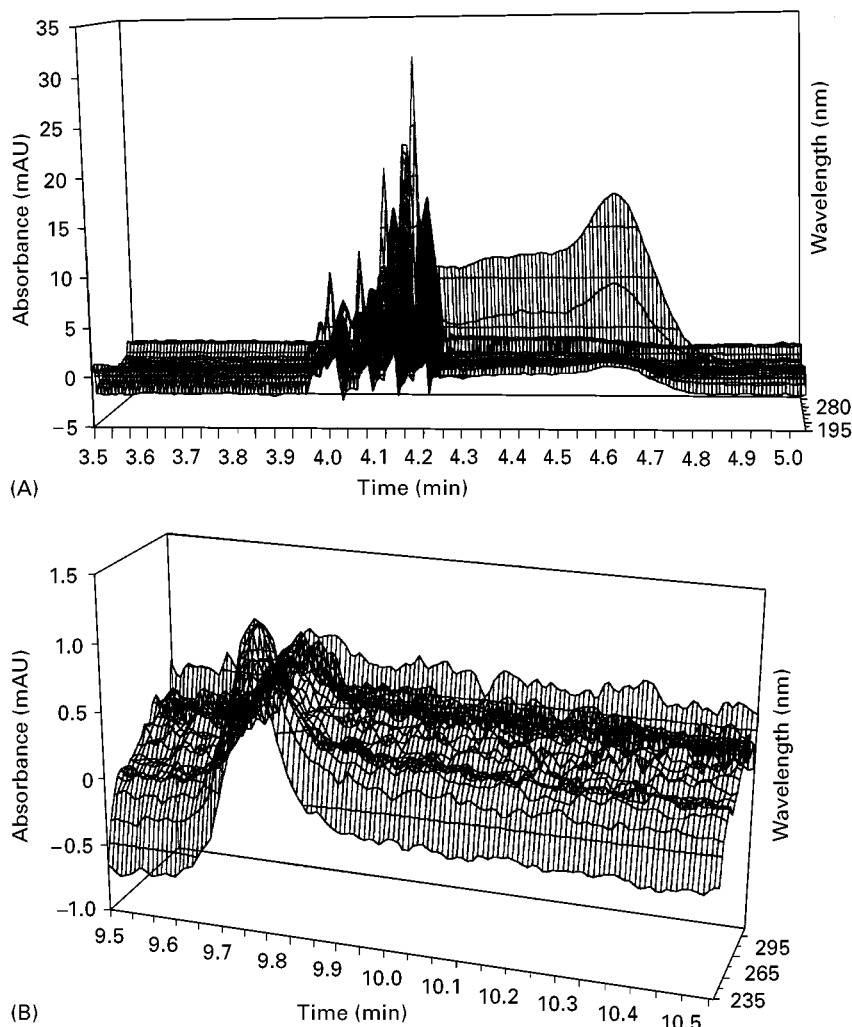 35
30
25
20
15
10
5
0
−5
Absorbance (mAU)
Wavelength (nm)
280
195
3.5 3.6 3.7 3.8 3.9 4.0 4.1 4.2 4.3 4.4 4.5 4.6 4.7 4.8 4.9 5.0
(A)
Time (min)
1.5
1.0
0.5
0
−0.5
−1.0
Absorbance (mAU)
Wavelength (nm)
295
265
235
9.5 9.6 9.7 9.8 9.9 10.0 10.1 10.2 10.3 10.4 10.5
(B)
Time (min)